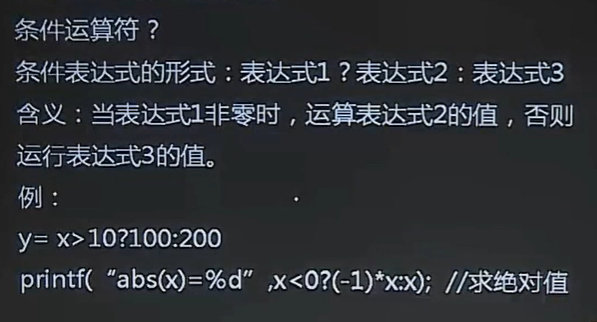 条件运算符？
条件表达式的形式：表达式1？表达式2：表达式3
含义：当表达式1非零时，运算表达式2的值，否则
运行表达式3的值。
例：
y= x>10?100:200
printf(“abs(x)=%d”,x<0?(-1)*x:x); //求绝对值